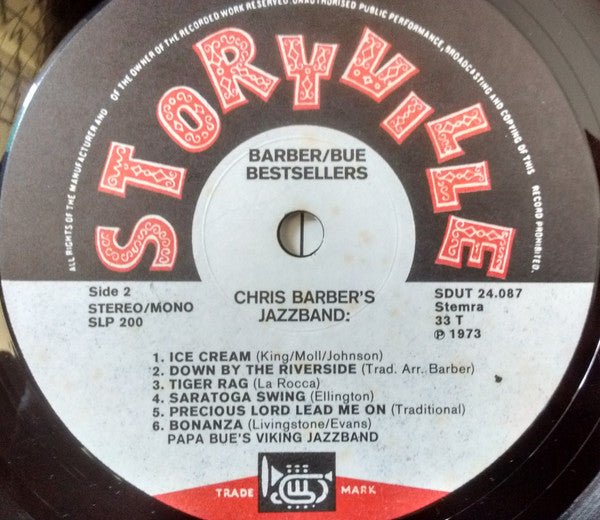 ALL RIGHTS OF THE MANUFACTURER AND OF THE OWNER OF THE RECORDED WORK RESERVED. UNAUTHORISED PUBLIC PERFORMANCE, BROADCASTING AND COPYING OF THIS RECORD PROHIBITED.
STORYVILLE
BARBER/BUE
BESTSELLERS
Side 2
STEREO/MONO
SLP 200
CHRIS BARBER'S
JAZZBAND:
SDUT 24.087
Stemra
33 T
℗ 1973
1. ICE CREAM (King/Moll/Johnson)
2. DOWN BY THE RIVERSIDE (Trad. Arr. Barber)
3. TIGER RAG (La Rocca)
4. SARATOGA SWING (Ellington)
5. PRECIOUS LORD LEAD ME ON (Traditional)
6. BONANZA (Livingstone/Evans)
PAPA BUE'S VIKING JAZZBAND
TRADE MARK